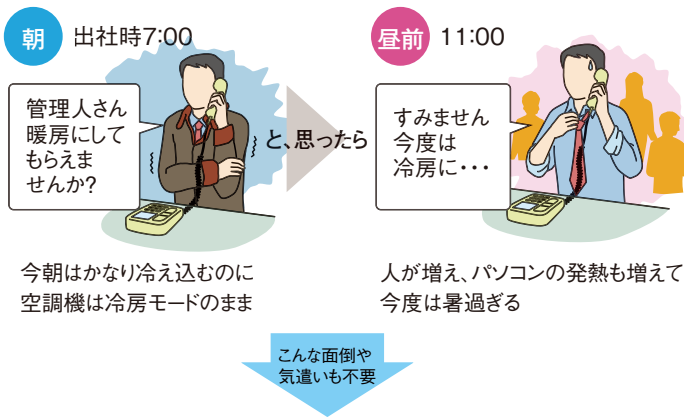 朝 出社時7:00
管理人さん
暖房にして
もらえま
せんか?
今朝はかなり冷え込むのに
空調機は冷房モードのまま
と、思ったら
昼前 11:00
すみません
今度は
冷房に・・・
人が増え、パソコンの発熱も増えて
今度は暑過ぎる
こんな面倒や
気遣いも不要